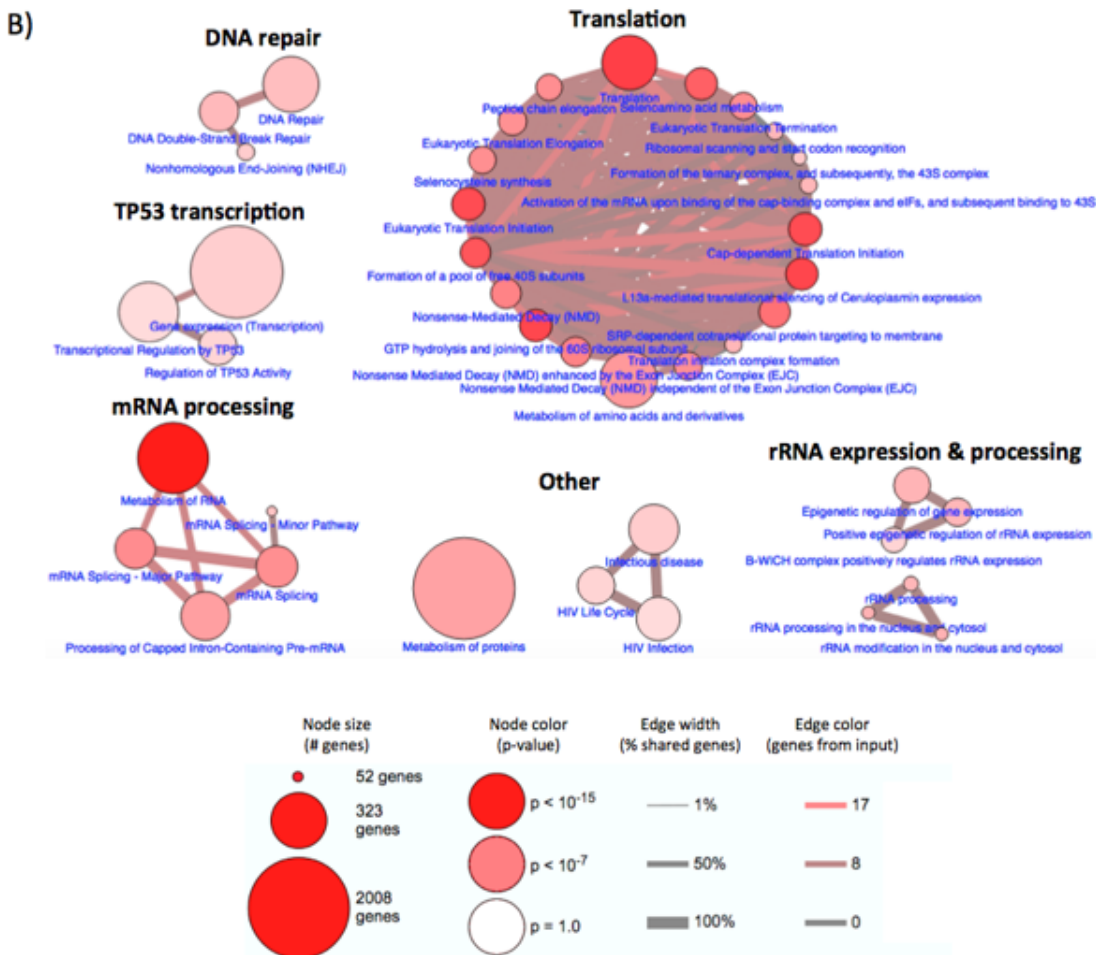 B)
DNA repair
DNA Repair
DNA Double-Strand Break Repair
Nonhomologous End-Joining (NHEJ)
Translation
Translation
Peptide chain elongation
Selenoamino acid metabolism
Eukaryotic Translation Termination
Eukaryotic Translation Elongation
Ribosomal scanning and start codon recognition
Selenocysteine synthesis
Formation of the ternary complex, and subsequently, the 43S complex
Activation of the mRNA upon binding of the cap-binding complex and eIFs, and subsequent binding to 43S
Eukaryotic Translation Initiation
Cap-dependent Translation Initiation
Formation of a pool of free 40S subunits
L13a-mediated translational silencing of Ceruloplasmin expression
Nonsense-Mediated Decay (NMD)
SRP-dependent cotranslational protein targeting to membrane
GTP hydrolysis and joining of the 60S ribosomal subunit
Translation initiation complex formation
Nonsense Mediated Decay (NMD) enhanced by the Exon Junction Complex (EJC)
Nonsense Mediated Decay (NMD) independent of the Exon Junction Complex (EJC)
Metabolism of amino acids and derivatives
TP53 transcription
Gene expression (Transcription)
Transcriptional Regulation by TP53
Regulation of TP53 Activity
mRNA processing
Metabolism of RNA
mRNA Splicing - Minor Pathway
mRNA Splicing - Major Pathway
mRNA Splicing
Processing of Capped Intron-Containing Pre-mRNA
Other
Metabolism of proteins
Infectious disease
HIV Life Cycle
HIV Infection
rRNA expression & processing
Epigenetic regulation of gene expression
Positive epigenetic regulation of rRNA expression
B-WICH complex positively regulates rRNA expression
rRNA processing
rRNA processing in the nucleus and cytosol
rRNA modification in the nucleus and cytosol
Node size
(# genes)
52 genes
323
genes
2008
genes
Node color
(p-value)
p < 10-15
p < 10-7
p = 1.0
Edge width
(% shared genes)
1%
50%
100%
Edge color
(genes from input)
17
8
0